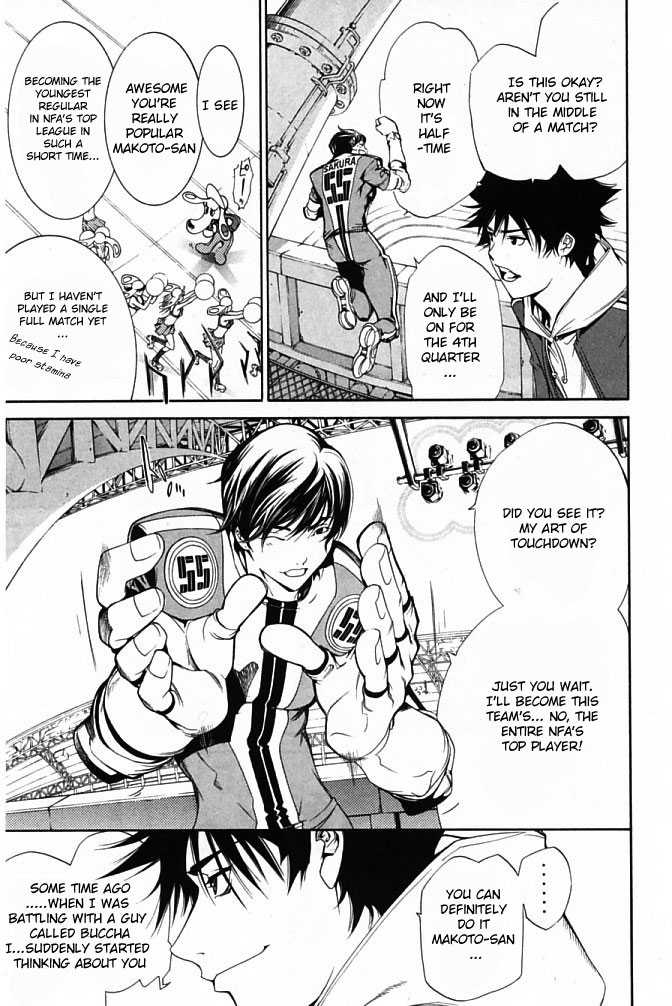 IS THIS OKAY?
AREN'T YOU STILL
IN THE MIDDLE
OF A MATCH?
RIGHT
NOW
IT'S
HALF-
TIME
SAKURA
55
AND I'LL
ONLY BE
ON FOR
THE 4TH
QUARTER
...
I SEE
AWESOME
YOU'RE
REALLY
POPULAR
MAKOTO-SAN
BECOMING THE
YOUNGEST
REGULAR
IN NFA'S TOP
LEAGUE IN
SUCH A
SHORT TIME...
BUT I HAVEN'T
PLAYED A SINGLE
FULL MATCH YET
...
Because I have
poor stamina
DID YOU SEE IT?
MY ART OF
TOUCHDOWN?
55
55
JUST YOU WAIT.
I'LL BECOME THIS
TEAM'S... NO, THE
ENTIRE NFA'S
TOP PLAYER!
......
YOU CAN
DEFINITELY
DO IT
MAKOTO-SAN
...
SOME TIME AGO
.....WHEN I WAS
BATTLING WITH A GUY
CALLED BUCCHA
I...SUDDENLY STARTED
THINKING ABOUT YOU